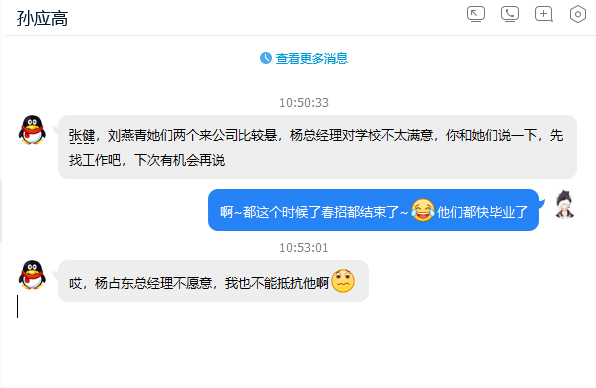 孙应高
查看更多消息
10:50:33
张健，刘燕青她们两个来公司比较悬，杨总经理对学校不太满意，你和她们说一下，先
找工作吧，下次有机会再说
啊~都这个时候了春招都结束了~😂他们都快毕业了
10:53:01
哎，杨占东总经理不愿意，我也不能抵抗他啊